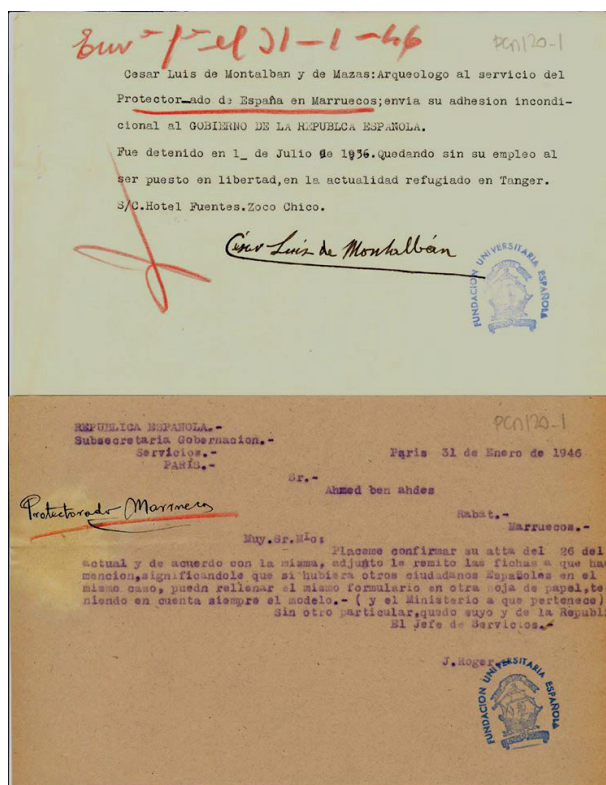 el 31-1-46
PCM/20-1
Cesar Luis de Montalban y de Mazas:Arqueologo al servicio del
Protector_ado de España en Marruecos;envia su adhesion incondi-
cional al GOBIERNO DE LA REPUBLCA ESPAÑOLA.
Fue detenido en 1_ de Julio de 1936.Quedando sin su empleo al
ser puesto en libertad,en la actualidad refugiado en Tanger.
S/C.Hotel Fuentes.Zoco Chico.
César Luis de Montalbán
FUNDACION UNIVERSITARIA ESPAÑOLA
PCM/20-1
REPUBLICA ESPAÑOLA.-
Subsecretaria Gobernacion.-
Servicios.-
PARÍS.-
Paris 31 de Enero de 1946
Sr.-
Ahmed ben ahdes
Protectorado Marruecos
Rabat.-
Marruecos.-
Muy.Sr.Mio:
Placeme confirmar su atta del 26 del
actual y de acuerdo con la misma, adjunto le remito las fichas a que hac
mencion,significandole que si hubiera otros ciudadanos Españoles en el
mismo caso, puedn rellenar el mismo formulario en otra hoja de papel,te
niendo en cuenta siempre el modelo.- ( y el Ministerio a que pertenece)
Sin otro particular,quedo suyo y de la Republi
El Jefe de Servicios.-
J.Roger
FUNDACION UNIVERSITARIA ESPAÑOLA